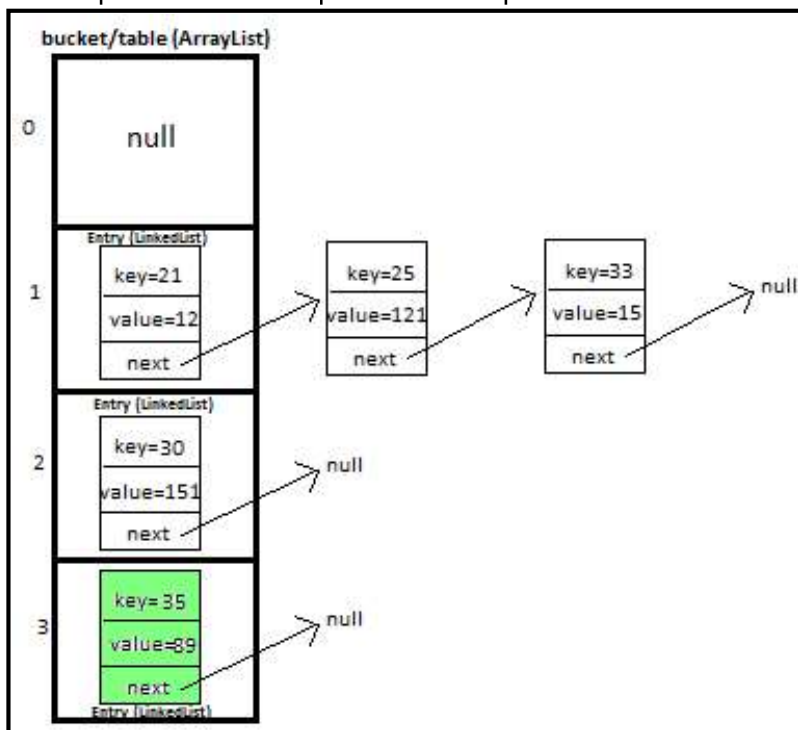 bucket/table (ArrayList)
0
null
Entry (LinkedList)
1
key=21
value=12
next
key=25
value=121
next
key=33
value=15
next
null
Entry (LinkedList)
2
key=30
value=151
next
null
3
key=35
value=89
next
null
Entry (LinkedList)